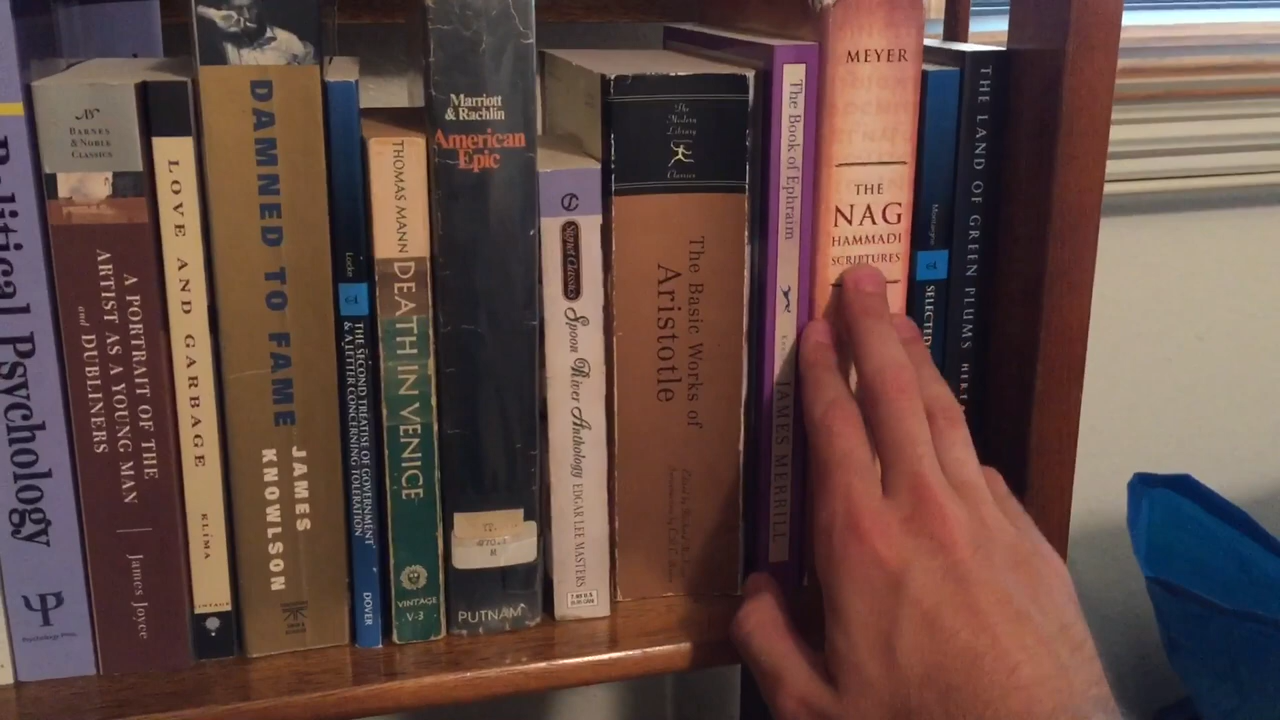 Political Psychology
Psychology Press
BARNES
& NOBLE
CLASSICS
A PORTRAIT OF THE
ARTIST AS A YOUNG MAN
and DUBLINERS
James Joyce
LOVE AND GARBAGE
KLÍMA
VINTAGE
DAMNED TO FAME
JAMES
KNOWLSON
Locke
THE SECOND TREATISE OF GOVERNMENT
& A LETTER CONCERNING TOLERATION
DOVER
THOMAS MANN
DEATH IN VENICE
VINTAGE
V-3
Marriott
& Rachlin
American
Epic
PUTNAM
Signet Classics
Spoon River Anthology
EDGAR LEE MASTERS
The
Modern
Library
Classics
The Basic Works of
Aristotle
The Book of Ephraim
JAMES MERRILL
MEYER
THE
NAG
HAMMADI
SCRIPTURES
Montaigne
SELECTED
THE LAND OF GREEN PLUMS